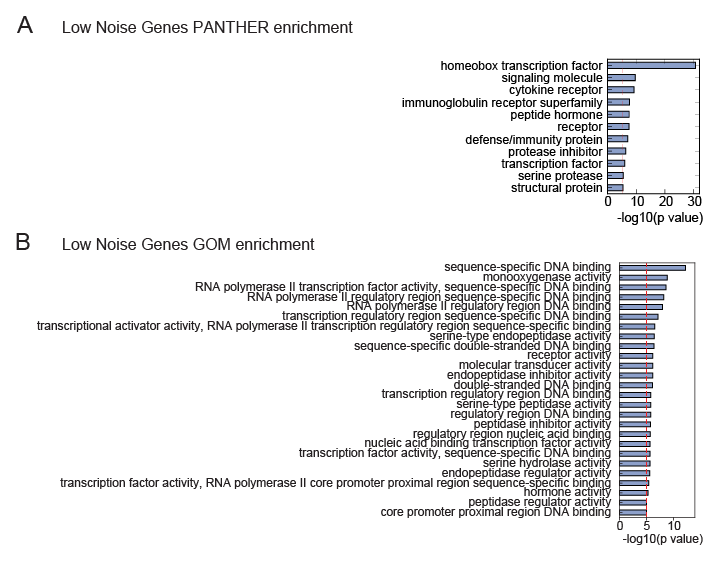 A
Low Noise Genes PANTHER enrichment
homeobox transcription factor
signaling molecule
cytokine receptor
immunoglobulin receptor superfamily
peptide hormone
receptor
defense/immunity protein
protease inhibitor
transcription factor
serine protease
structural protein
0 10 20 30
-log10(p value)
B
Low Noise Genes GOM enrichment
sequence-specific DNA binding
monooxygenase activity
RNA polymerase II transcription factor activity, sequence-specific DNA binding
RNA polymerase II regulatory region sequence-specific DNA binding
RNA polymerase II regulatory region DNA binding
transcription regulatory region sequence-specific DNA binding
transcriptional activator activity, RNA polymerase II transcription regulatory region sequence-specific binding
serine-type endopeptidase activity
sequence-specific double-stranded DNA binding
receptor activity
molecular transducer activity
endopeptidase inhibitor activity
double-stranded DNA binding
transcription regulatory region DNA binding
serine-type peptidase activity
regulatory region DNA binding
peptidase inhibitor activity
regulatory region nucleic acid binding
nucleic acid binding transcription factor activity
transcription factor activity, sequence-specific DNA binding
serine hydrolase activity
endopeptidase regulator activity
transcription factor activity, RNA polymerase II core promoter proximal region sequence-specific binding
hormone activity
peptidase regulator activity
core promoter proximal region DNA binding
0 5 10
-log10(p value)